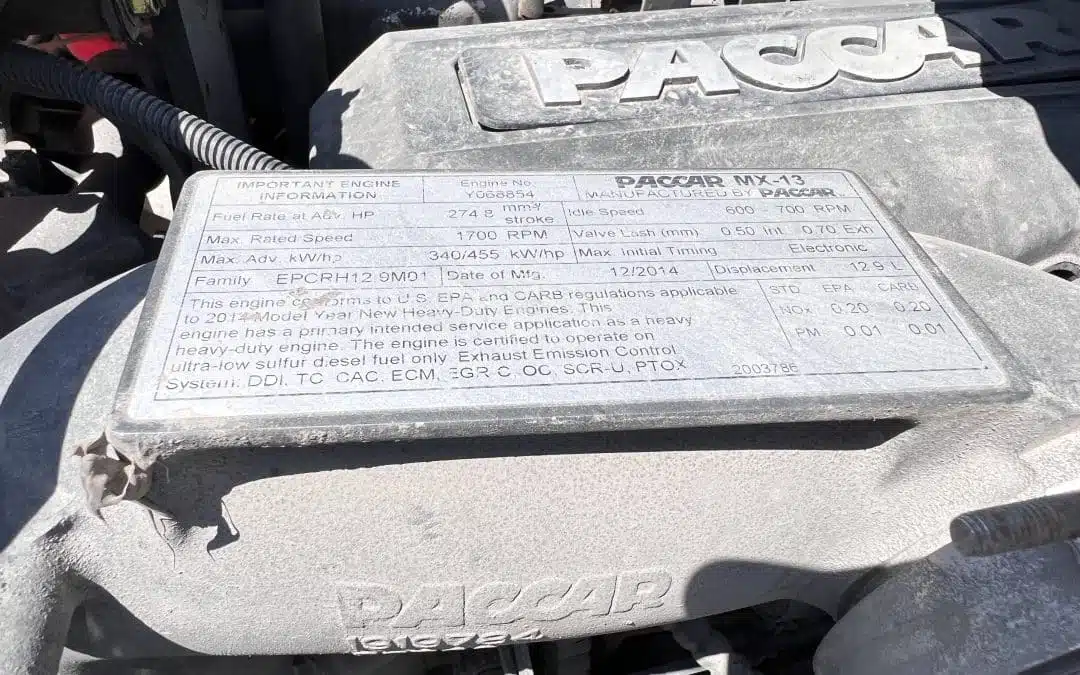 PACCAR
IMPORTANT ENGINE INFORMATION
Engine No. Y068854
PACCAR MX-13
MANUFACTURED BY PACCAR
Fuel Rate at Adv. HP 274.8 mm³/stroke
Idle Speed 600 - 700 RPM
Max. Rated Speed 1700 RPM
Valve Lash (mm) 0.50 Int. 0.70 Exh
Max. Adv. kW/hp 340/455 kW/hp
Max. Initial Timing Electronic
Family EPCRH12.9M01
Date of Mfg. 12/2014
Displacement 12.9 L
This engine conforms to U.S. EPA and CARB regulations applicable
to 2014 Model Year New Heavy-Duty Engines. This
engine has a primary intended service application as a heavy
heavy-duty engine. The engine is certified to operate on
ultra-low sulfur diesel fuel only. Exhaust Emission Control
System: DDI, TC, CAC, ECM, EGR-C, OC, SCR-U, PTOX
STD EPA CARB
NOx 0.20 0.20
PM 0.01 0.01
2003786
PACCAR
1919794